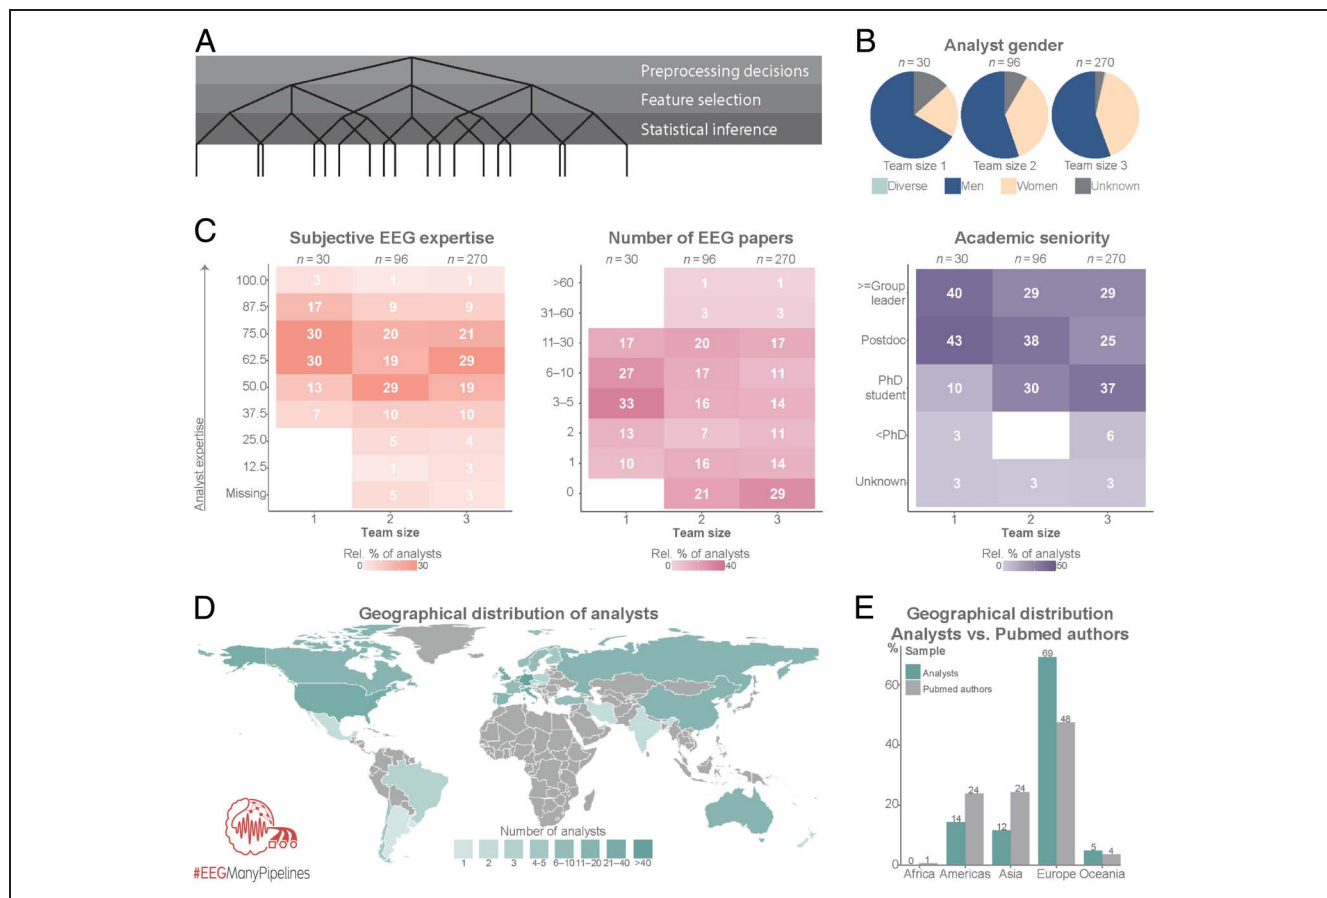 A
Preprocessing decisions
Feature selection
Statistical inference
B
Analyst gender
n = 30
n = 96
n = 270
Team size 1
Team size 2
Team size 3
Diverse
Men
Women
Unknown
C
Analyst expertise
Subjective EEG expertise
n = 30 n = 96 n = 270
100.0 3 1 1
87.5 17 9 9
75.0 30 20 21
62.5 30 19 29
50.0 13 29 19
37.5 7 10 10
25.0 5 4
12.5 1 3
Missing 5 3
1 2 3
Team size
Rel. % of analysts
0 30
Number of EEG papers
n = 30 n = 96 n = 270
>60 1 1
31–60 3 3
11–30 17 20 17
6–10 27 17 11
3–5 33 16 14
2 13 7 11
1 10 16 14
0 21 29
1 2 3
Team size
Rel. % of analysts
0 40
Academic seniority
n = 30 n = 96 n = 270
>=Group
leader 40 29 29
Postdoc 43 38 25
PhD
student 10 30 37
<PhD 3 6
Unknown 3 3 3
1 2 3
Team size
Rel. % of analysts
0 50
D
Geographical distribution of analysts
Number of analysts
1 2 3 4-5 6–10 11–20 21–40 >40
#EEGManyPipelines
E
Geographical distribution
Analysts vs. Pubmed authors
%
Sample
Analysts
Pubmed authors
60
40
20
0
0 1
14 24
12 24
69 48
5 4
Africa Americas Asia Europe Oceania